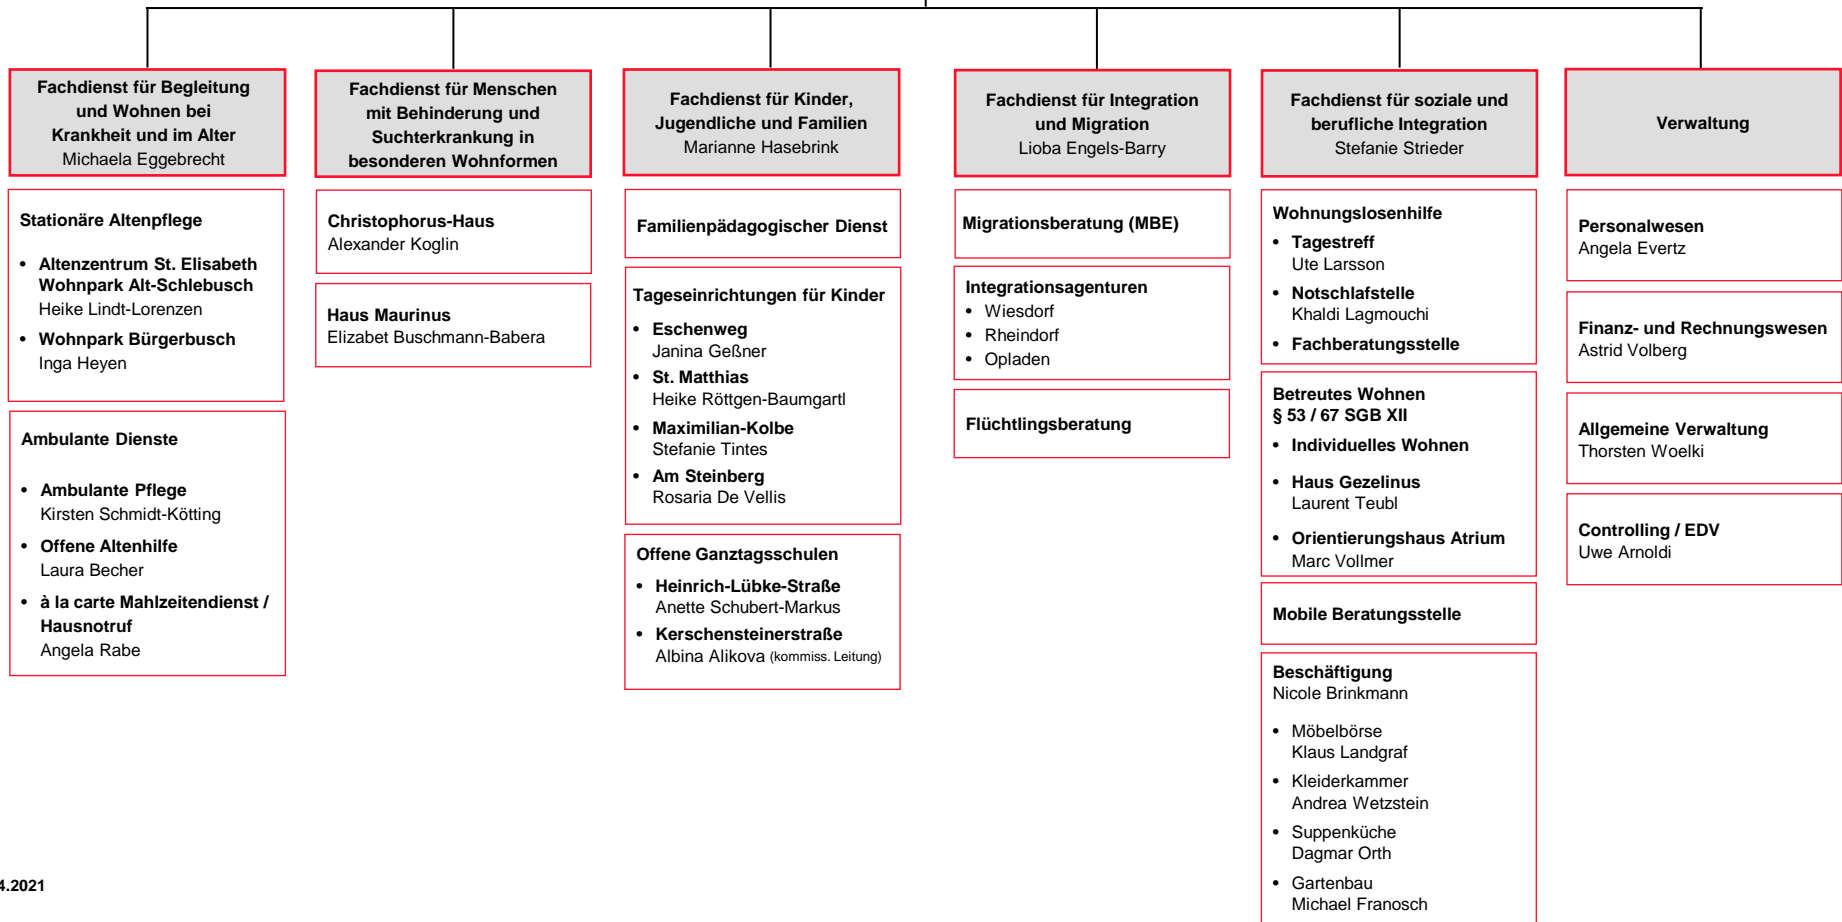 Fachdienst für Begleitung
und Wohnen bei
Krankheit und im Alter
Michaela Eggebrecht
Stationäre Altenpflege
• Altenzentrum St. Elisabeth
Wohnpark Alt-Schlebusch
Heike Lindt-Lorenzen
• Wohnpark Bürgerbusch
Inga Heyen
Ambulante Dienste
• Ambulante Pflege
Kirsten Schmidt-Kötting
• Offene Altenhilfe
Laura Becher
• à la carte Mahlzeitendienst /
Hausnotruf
Angela Rabe
Fachdienst für Menschen
mit Behinderung und
Suchterkrankung in
besonderen Wohnformen
Christophorus-Haus
Alexander Koglin
Haus Maurinus
Elizabet Buschmann-Babera
Fachdienst für Kinder,
Jugendliche und Familien
Marianne Hasebrink
Familienpädagogischer Dienst
Tageseinrichtungen für Kinder
• Eschenweg
Janina Geßner
• St. Matthias
Heike Röttgen-Baumgartl
• Maximilian-Kolbe
Stefanie Tintes
• Am Steinberg
Rosaria De Vellis
Offene Ganztagsschulen
• Heinrich-Lübke-Straße
Anette Schubert-Markus
• Kerschensteinerstraße
Albina Alikova (kommiss. Leitung)
Fachdienst für Integration
und Migration
Lioba Engels-Barry
Migrationsberatung (MBE)
Integrationsagenturen
• Wiesdorf
• Rheindorf
• Opladen
Flüchtlingsberatung
Fachdienst für soziale und
berufliche Integration
Stefanie Strieder
Wohnungslosenhilfe
• Tagestreff
Ute Larsson
• Notschlafstelle
Khaldi Lagmouchi
• Fachberatungsstelle
Betreutes Wohnen
§ 53 / 67 SGB XII
• Individuelles Wohnen
• Haus Gezelinus
Laurent Teubl
• Orientierungshaus Atrium
Marc Vollmer
Mobile Beratungsstelle
Beschäftigung
Nicole Brinkmann
• Möbelbörse
Klaus Landgraf
• Kleiderkammer
Andrea Wetzstein
• Suppenküche
Dagmar Orth
• Gartenbau
Michael Franosch
Verwaltung
Personalwesen
Angela Evertz
Finanz- und Rechnungswesen
Astrid Volberg
Allgemeine Verwaltung
Thorsten Woelki
Controlling / EDV
Uwe Arnoldi
4.2021